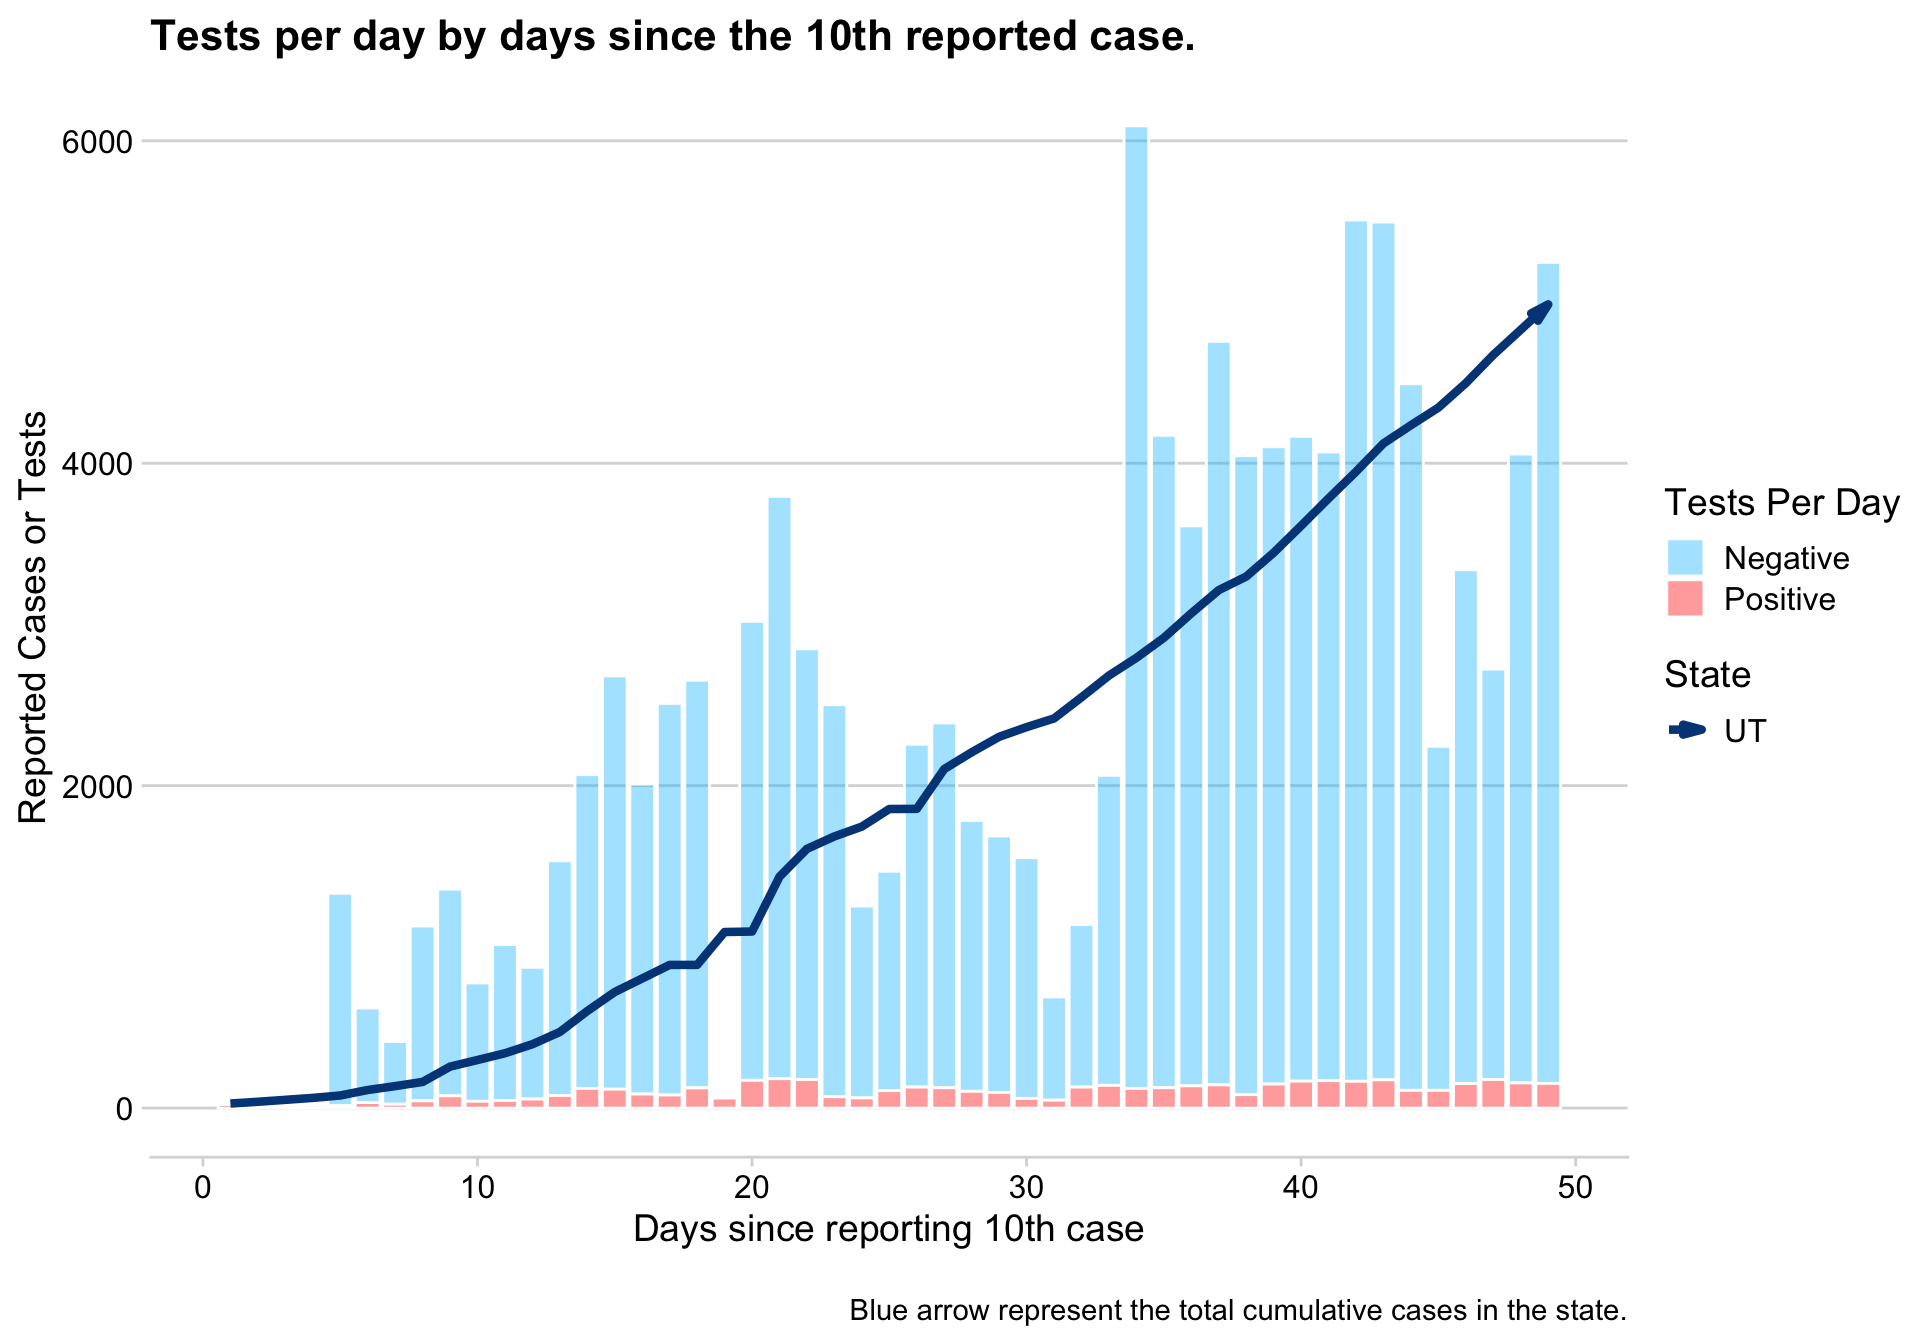 Tests per day by days since the 10th reported case.
6000
4000
2000
0
Reported Cases or Tests
0 10 20 30 40 50
Days since reporting 10th case
Tests Per Day
Negative
Positive
State
UT
Blue arrow represent the total cumulative cases in the state.